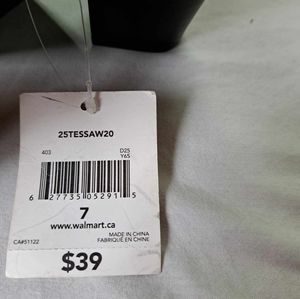 25TESSAW20
403 D25
Y6S
6 27735 05291 5
7
www.walmart.ca
MADE IN CHINA
CA#51122 FABRIQUÉ EN CHINE
$39